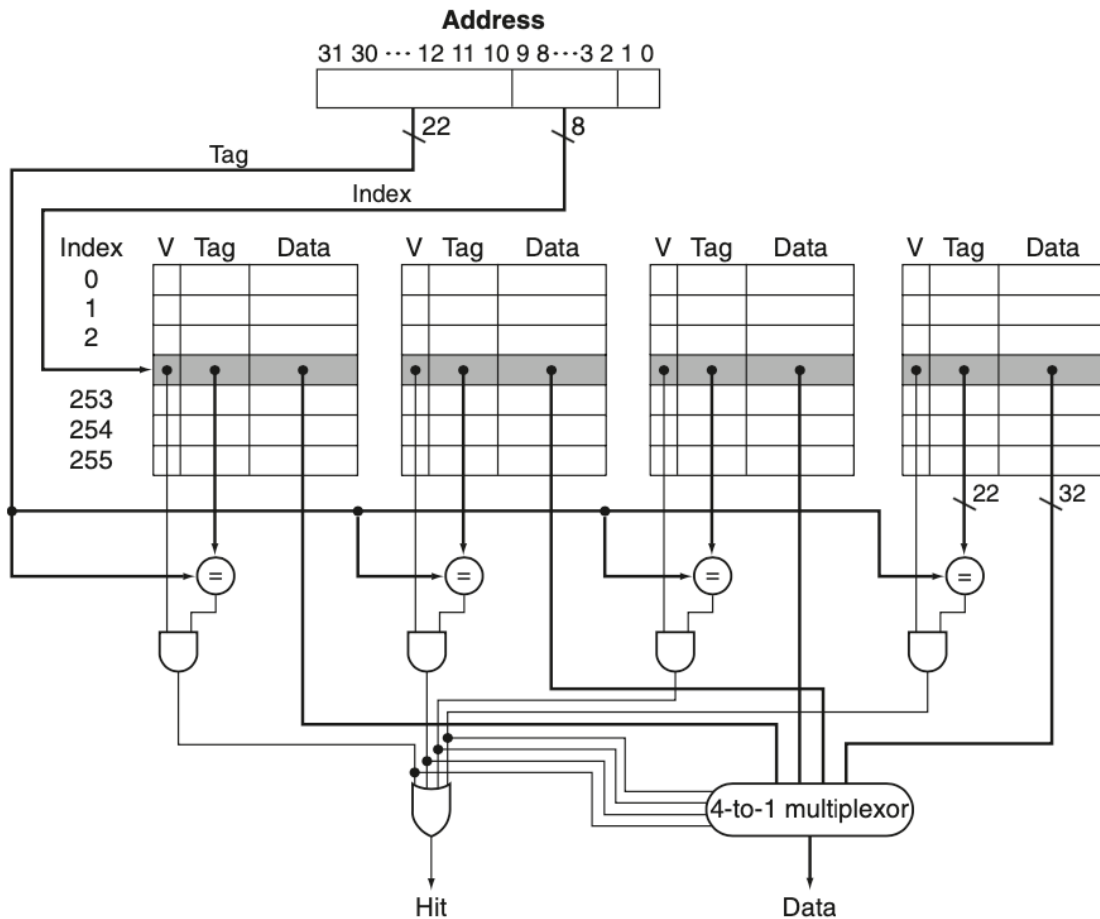 Address
31 30 ··· 12 11 10 9 8 ··· 3 2 1 0
22
8
Tag
Index
Index V Tag Data V Tag Data V Tag Data V Tag Data
0
1
2
253
254
255
22
32
=
=
=
=
4-to-1 multiplexor
Hit
Data